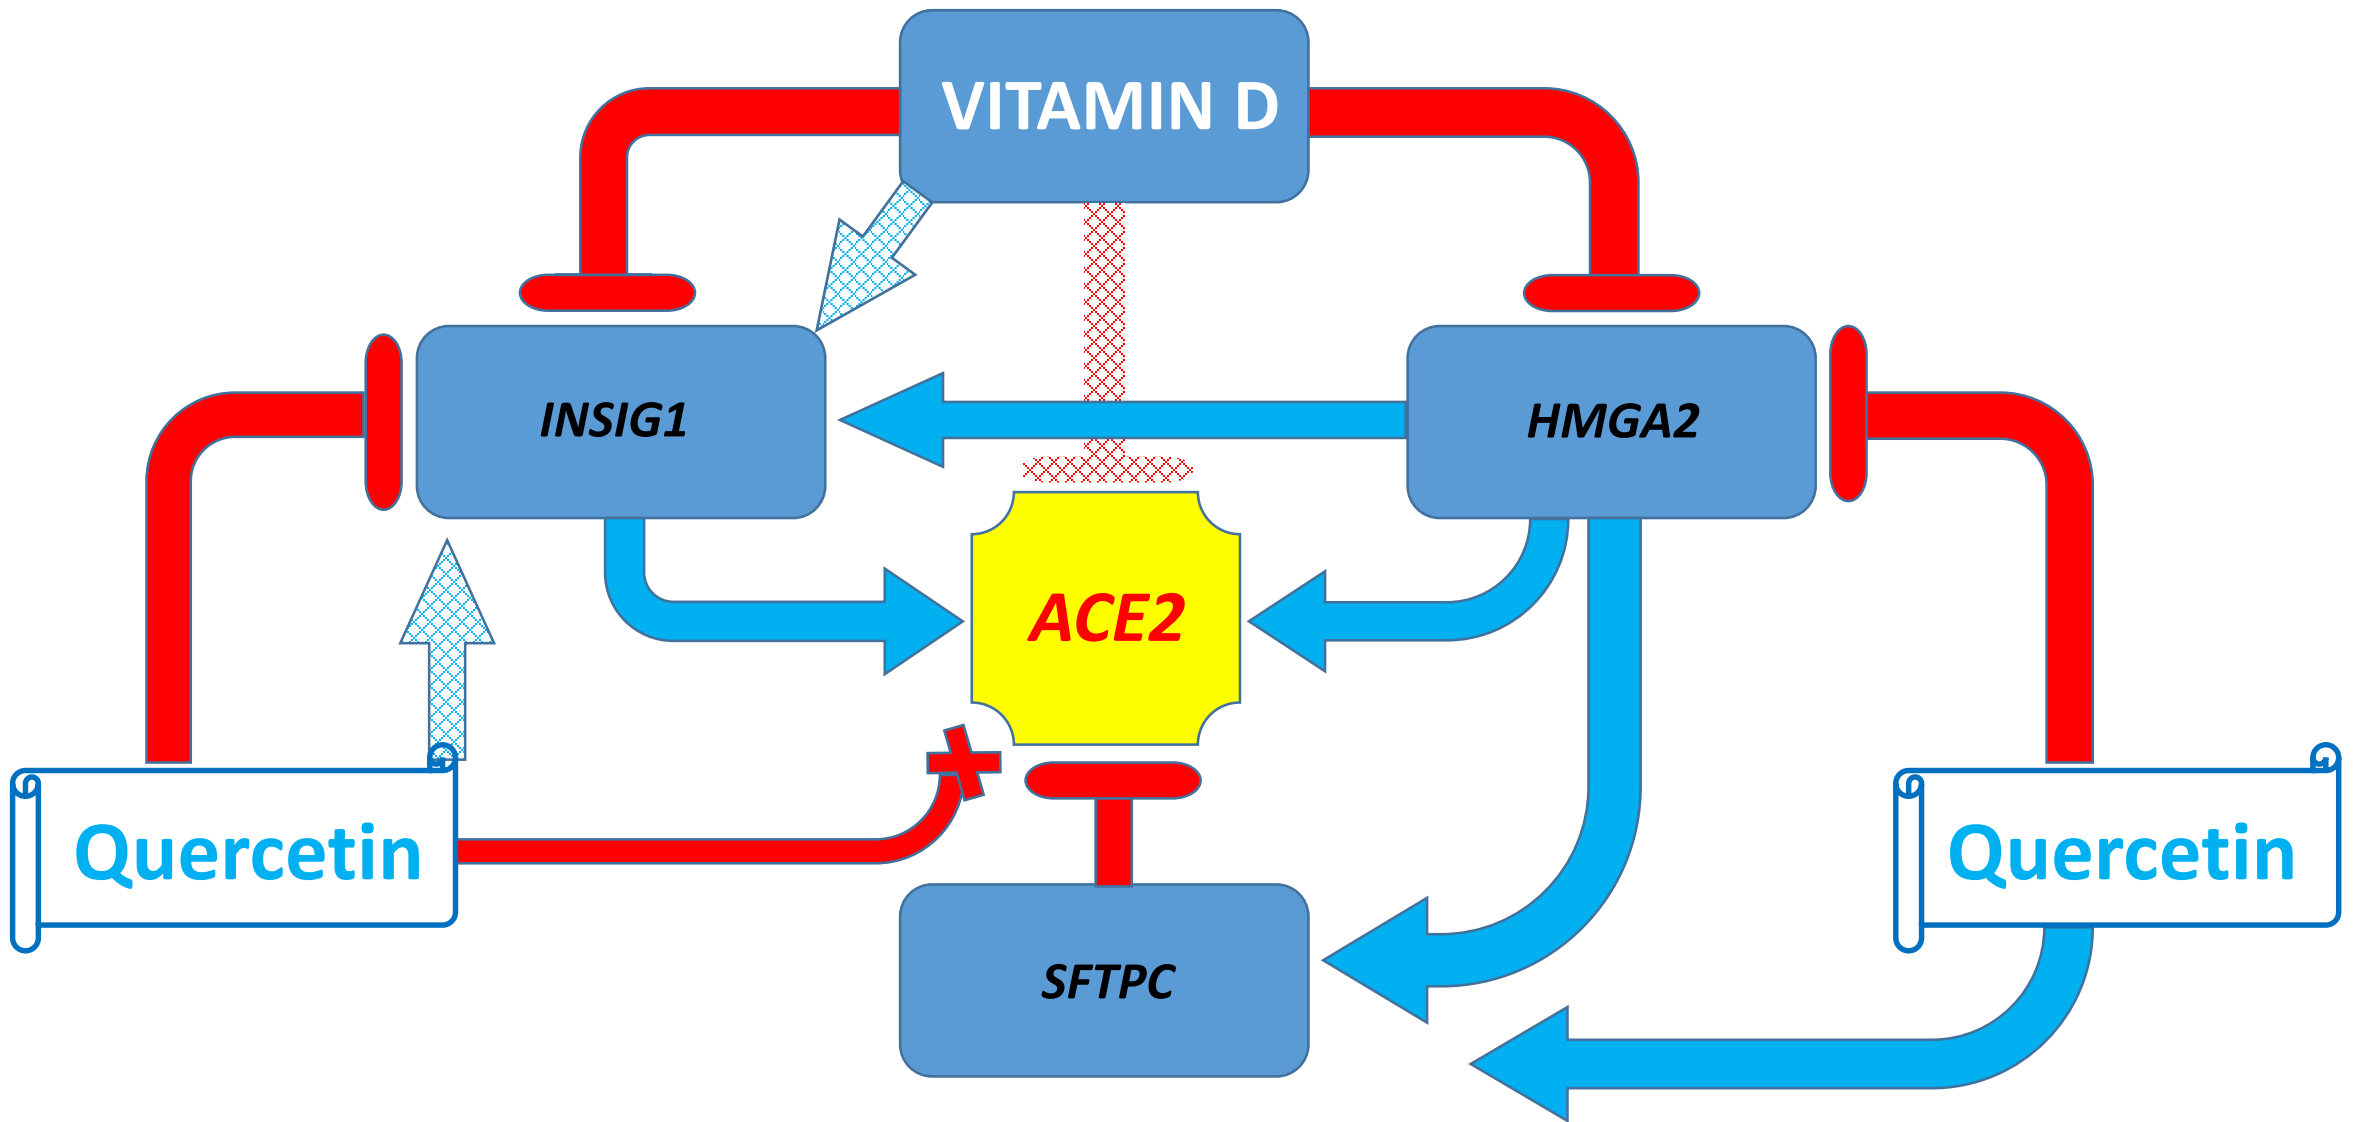 VITAMIN D
INSIG1
HMGA2
ACE2
Quercetin
Quercetin
SFTPC